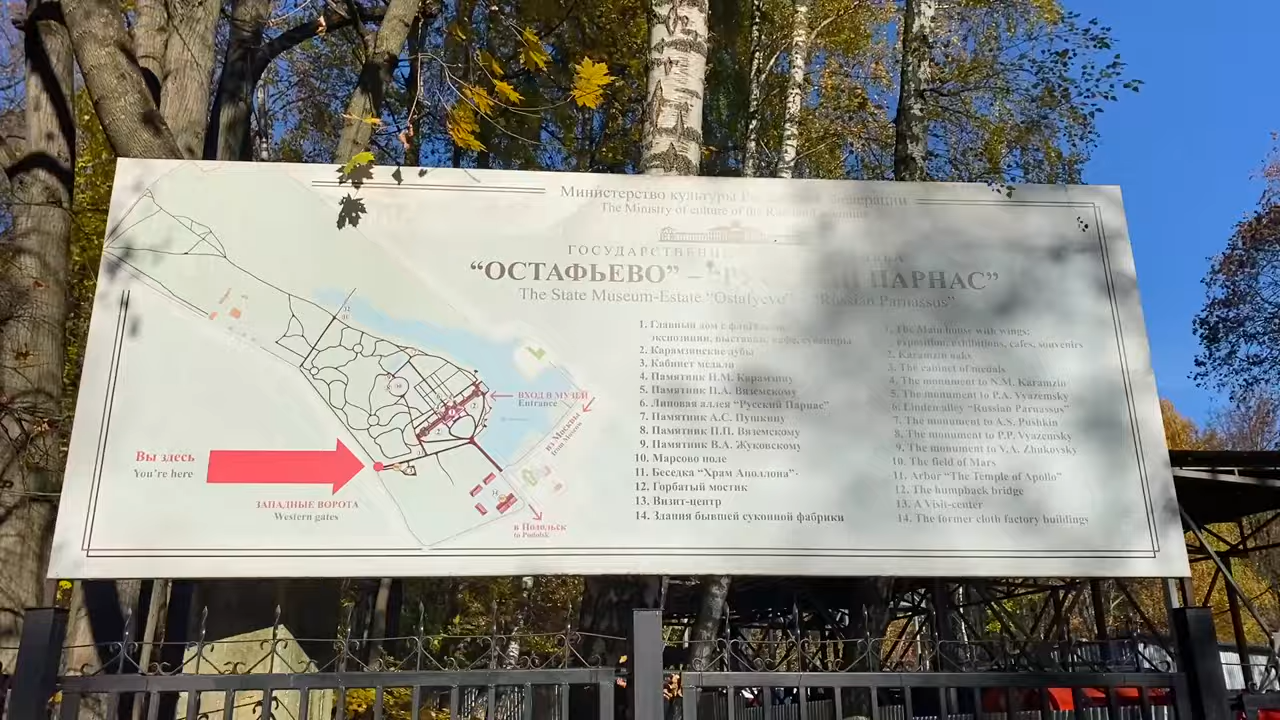 Министерство культуры Российской Федерации
The Ministry of culture of the Russian Federation
ГОСУДАРСТВЕННЫЙ
“ОСТАФЬЕВО” – “РУССКИЙ ПАРНАС”
The State Museum-Estate “Ostafyevo” – “Russian Parnassus”
1. Главный дом с флигелями:
экспозиции, выставки, кафе, сувениры
2. Карамзинские дубы
3. Кабинет медали
4. Памятник Н.М. Карамзину
5. Памятник П.А. Вяземскому
6. Липовая аллея “Русский Парнас”
7. Памятник А.С. Пушкину
8. Памятник П.П. Вяземскому
9. Памятник В.А. Жуковскому
10. Марсово поле
11. Беседка “Храм Аполлона”
12. Горбатый мостик
13. Визит-центр
14. Здания бывшей суконной фабрики
1. The Main house with wings:
exposition, exhibitions, cafes, souvenirs
2. Karamzin oaks
3. The cabinet of medals
4. The monument to N.M. Karamzin
5. The monument to P.A. Vyazemsky
6. Linden alley “Russian Parnassus”
7. The monument to A.S. Pushkin
8. The monument to P.P. Vyazemsky
9. The monument to V.A. Zhukovsky
10. The field of Mars
11. Arbor “The Temple of Apollo”
12. The humpback bridge
13. A Visit-center
14. The former cloth factory buildings
ВХОД В МУЗЕЙ
Entrance
из Москвы
from Moscow
Вы здесь
You're here
ЗАПАДНЫЕ ВОРОТА
Western gates
в Подольск
to Podolsk